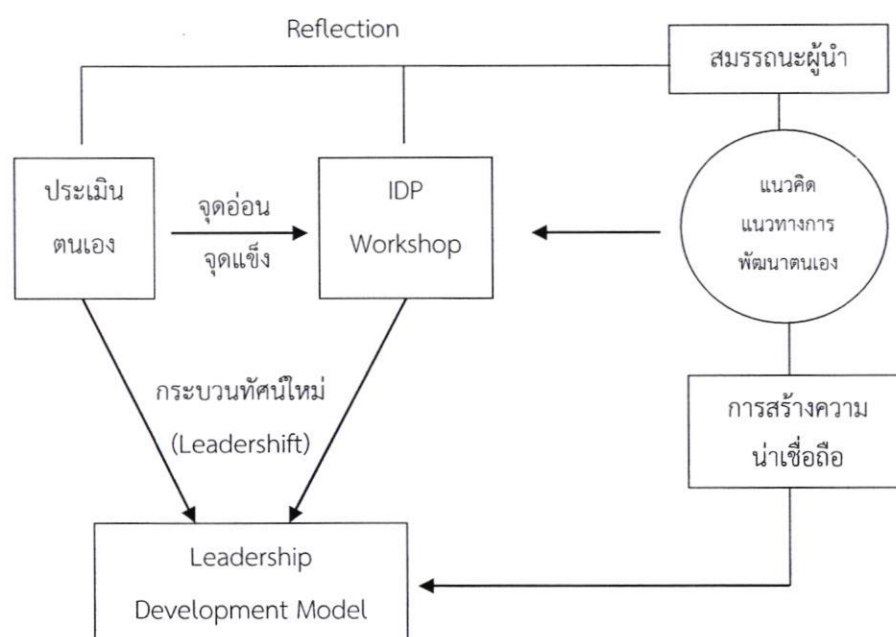 Reflection
สมรรถนะผู้นำ
ประเมิน
ตนเอง
จุดอ่อน
จุดแข็ง
IDP
Workshop
แนวคิด
แนวทางการ
พัฒนาตนเอง
กระบวนทัศน์ใหม่
(Leadershift)
การสร้างความ
น่าเชื่อถือ
Leadership
Development Model